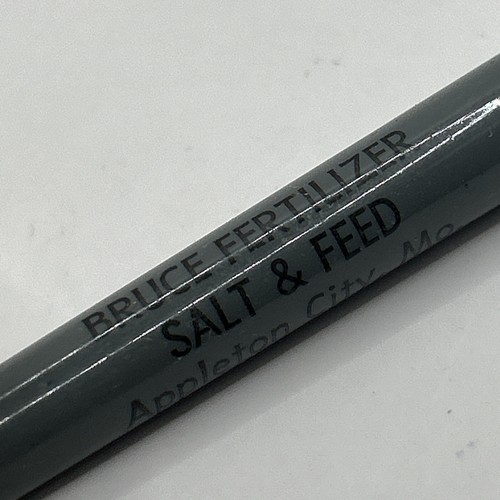 BRUCE FERTILIZER
SALT & FEED
Appleton City, Mo.